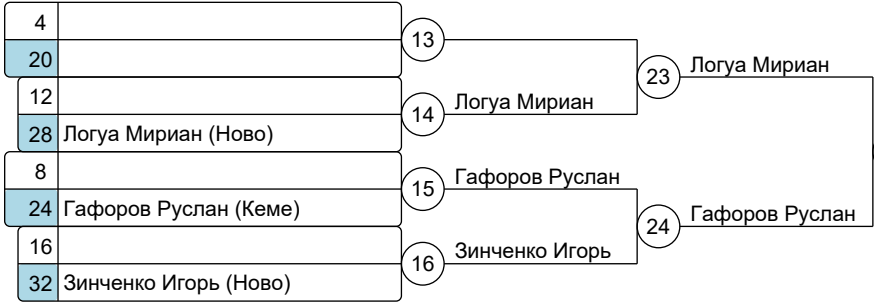 4
13
20
23 Логуа Мириан
12
14 Логуа Мириан
28 Логуа Мириан (Ново)
8
15 Гафоров Руслан
24 Гафоров Руслан (Кеме)
24 Гафоров Руслан
16
16 Зинченко Игорь
32 Зинченко Игорь (Ново)